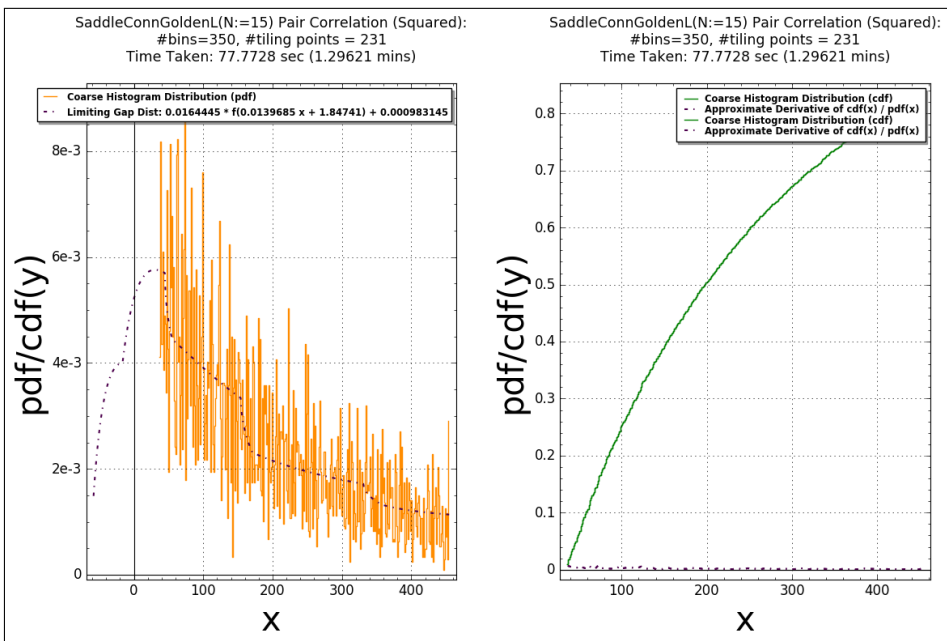 SaddleConnGoldenL(N:=15) Pair Correlation (Squared):
#bins=350, #tiling points = 231
Time Taken: 77.7728 sec (1.29621 mins)
Coarse Histogram Distribution (pdf)
Limiting Gap Dist: 0.0164445 * f(0.0139685 x + 1.84741) + 0.000983145
8e-3
6e-3
4e-3
2e-3
0
pdf/cdf(y)
0
100
200
300
400
x
SaddleConnGoldenL(N:=15) Pair Correlation (Squared):
#bins=350, #tiling points = 231
Time Taken: 77.7728 sec (1.29621 mins)
Coarse Histogram Distribution (cdf)
Approximate Derivative of cdf(x) / pdf(x)
Coarse Histogram Distribution (cdf)
Approximate Derivative of cdf(x) / pdf(x)
0.8
0.7
0.6
0.5
0.4
0.3
0.2
0.1
0
pdf/cdf(y)
100
200
300
400
x